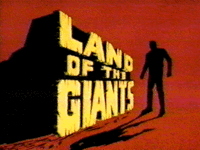 LAND
OF THE
GIANTS